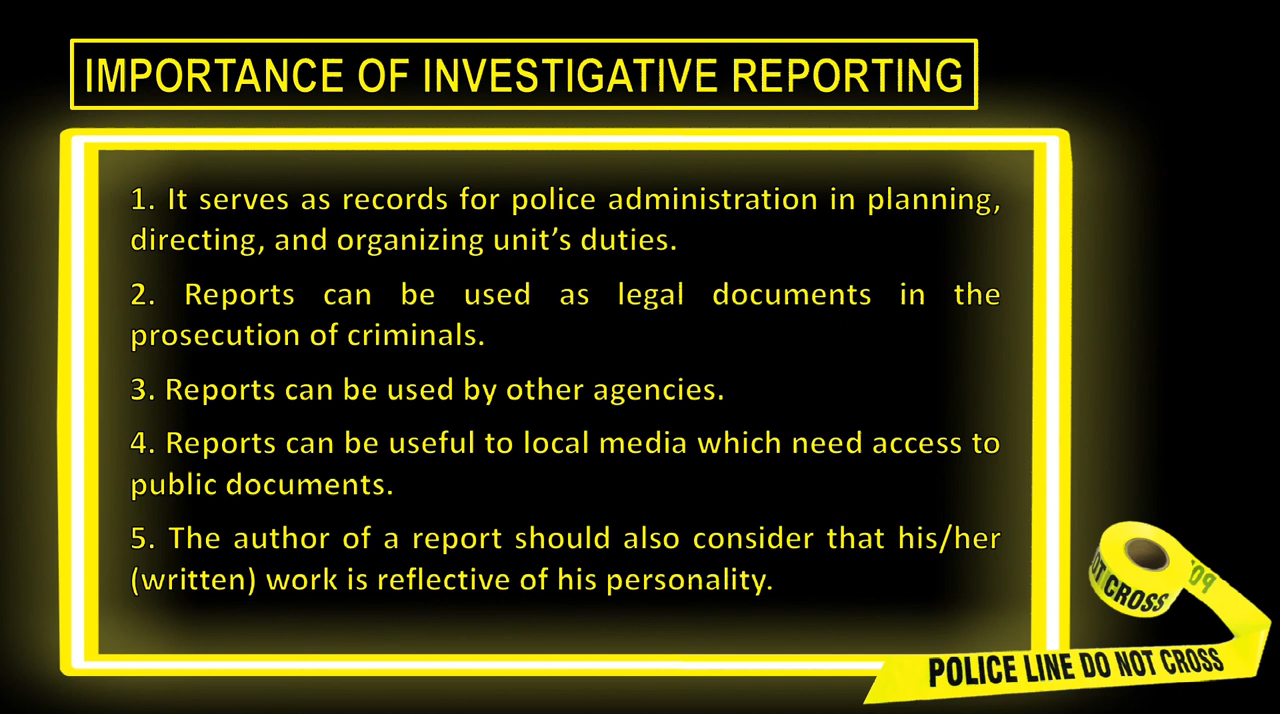 IMPORTANCE OF INVESTIGATIVE REPORTING
1. It serves as records for police administration in planning,
directing, and organizing unit's duties.
2. Reports can be used as legal documents in the
prosecution of criminals.
3. Reports can be used by other agencies.
4. Reports can be useful to local media which need access to
public documents.
5. The author of a report should also consider that his/her
(written) work is reflective of his personality.
OT CROSS
PO
POLICE LINE DO NOT CROSS